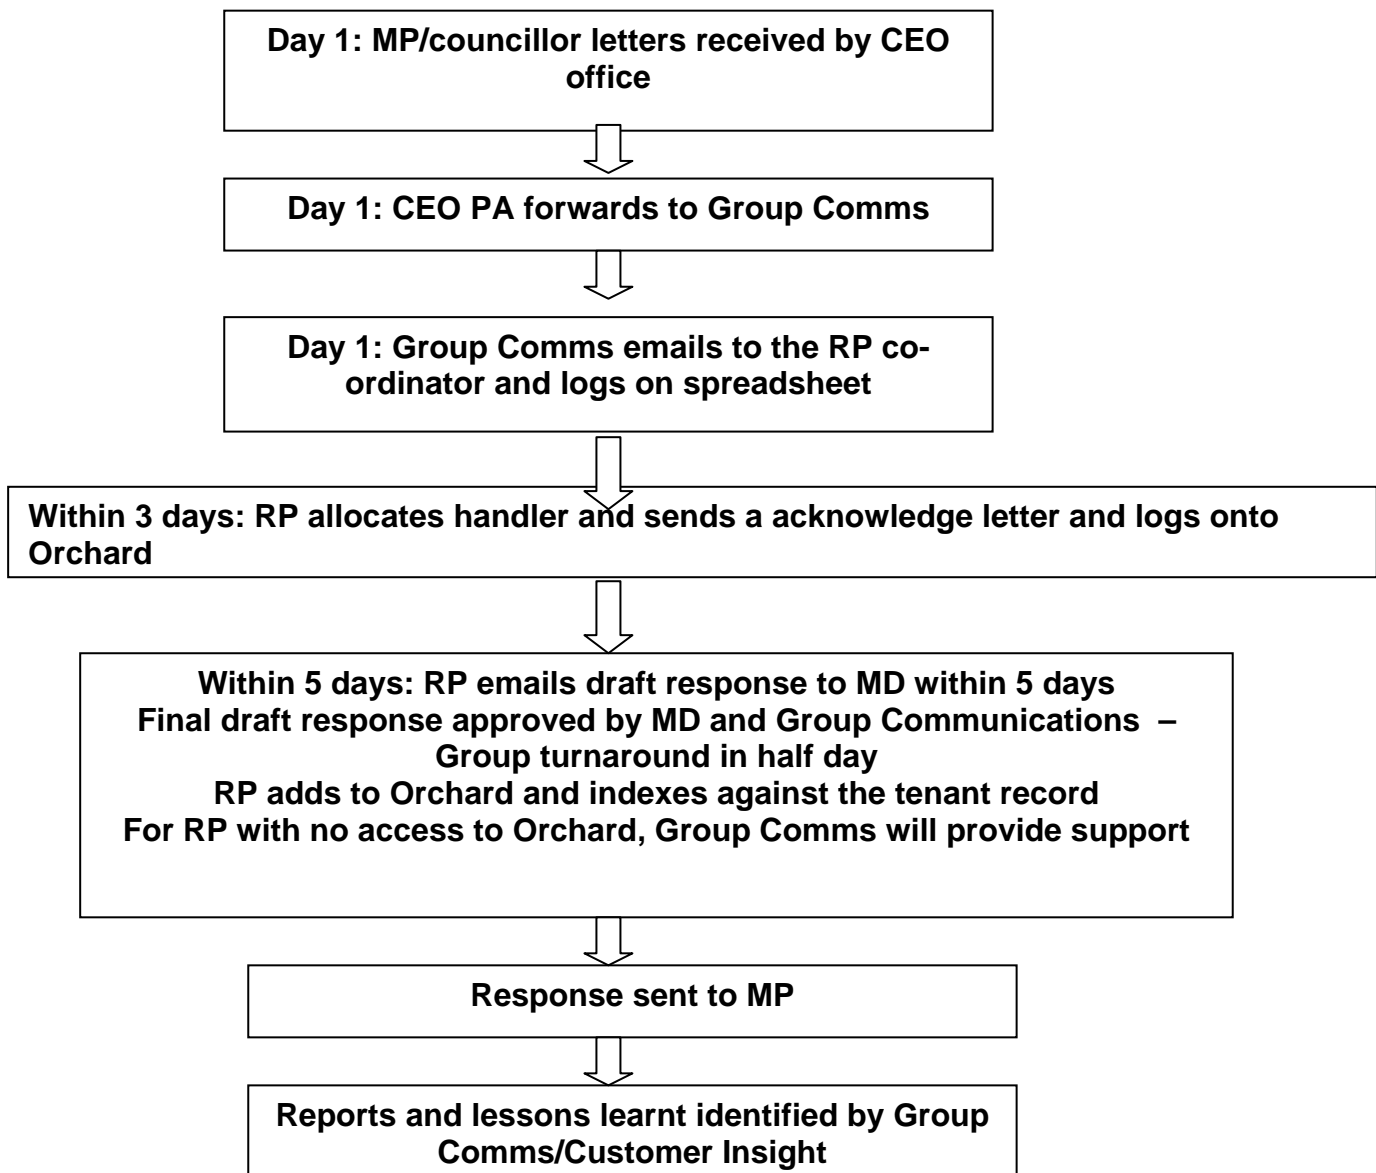 Day 1: MP/councillor letters received by CEO
office
Day 1: CEO PA forwards to Group Comms
Day 1: Group Comms emails to the RP co-
ordinator and logs on spreadsheet
Within 3 days: RP allocates handler and sends a acknowledge letter and logs onto
Orchard
Within 5 days: RP emails draft response to MD within 5 days
Final draft response approved by MD and Group Communications –
Group turnaround in half day
RP adds to Orchard and indexes against the tenant record
For RP with no access to Orchard, Group Comms will provide support
Response sent to MP
Reports and lessons learnt identified by Group
Comms/Customer Insight